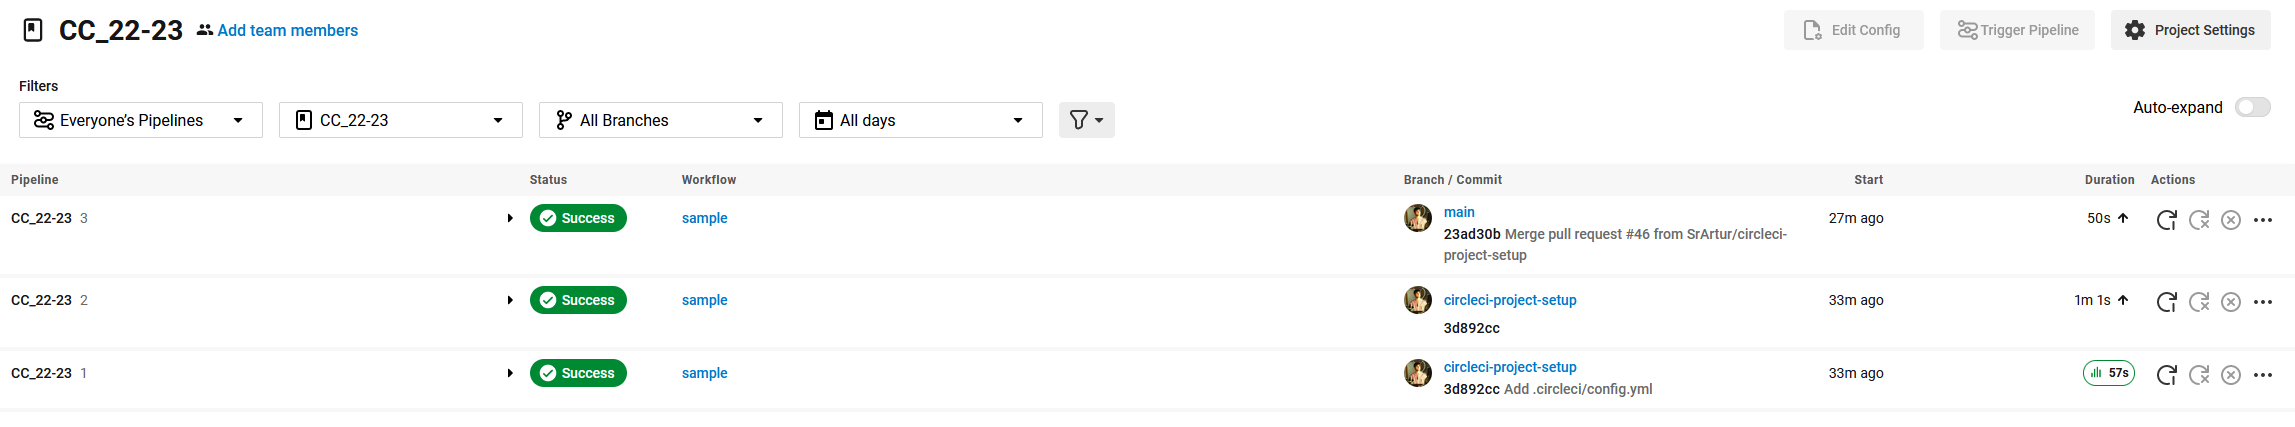 CC_22-23 Add team members Edit Config Trigger Pipeline Project Settings
Filters
Everyone's Pipelines CC_22-23 All Branches All days Auto-expand
Pipeline Status Workflow Branch / Commit Start Duration Actions
CC_22-23 3 Success sample main 27m ago 50s
23ad30b Merge pull request #46 from SrArtur/circleci-
project-setup
CC_22-23 2 Success sample circleci-project-setup 33m ago 1m 1s
3d892cc
CC_22-23 1 Success sample circleci-project-setup 33m ago 57s
3d892cc Add .circleci/config.yml